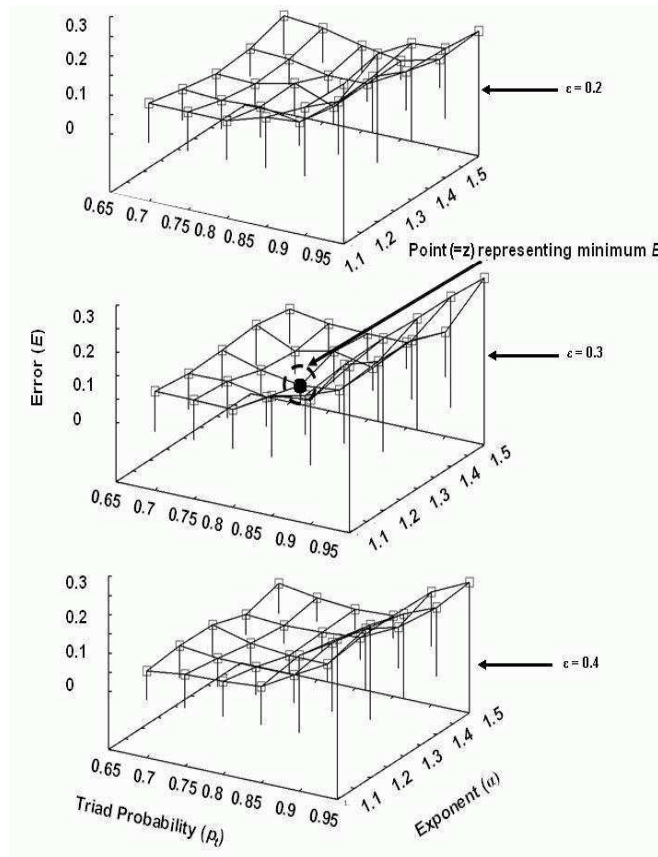 0.3
0.2
0.1
0
ε = 0.2
0.65 0.7 0.75 0.8 0.85 0.9 0.95
1.1 1.2 1.3 1.4 1.5
Point (=z) representing minimum E
0.3
0.2
0.1
0
Error (E)
ε = 0.3
0.65 0.7 0.75 0.8 0.85 0.9 0.95
1.1 1.2 1.3 1.4 1.5
0.3
0.2
0.1
0
ε = 0.4
0.65 0.7 0.75 0.8 0.85 0.9 0.95
1.1 1.2 1.3 1.4 1.5
Triad Probability (pt)
Exponent (α)